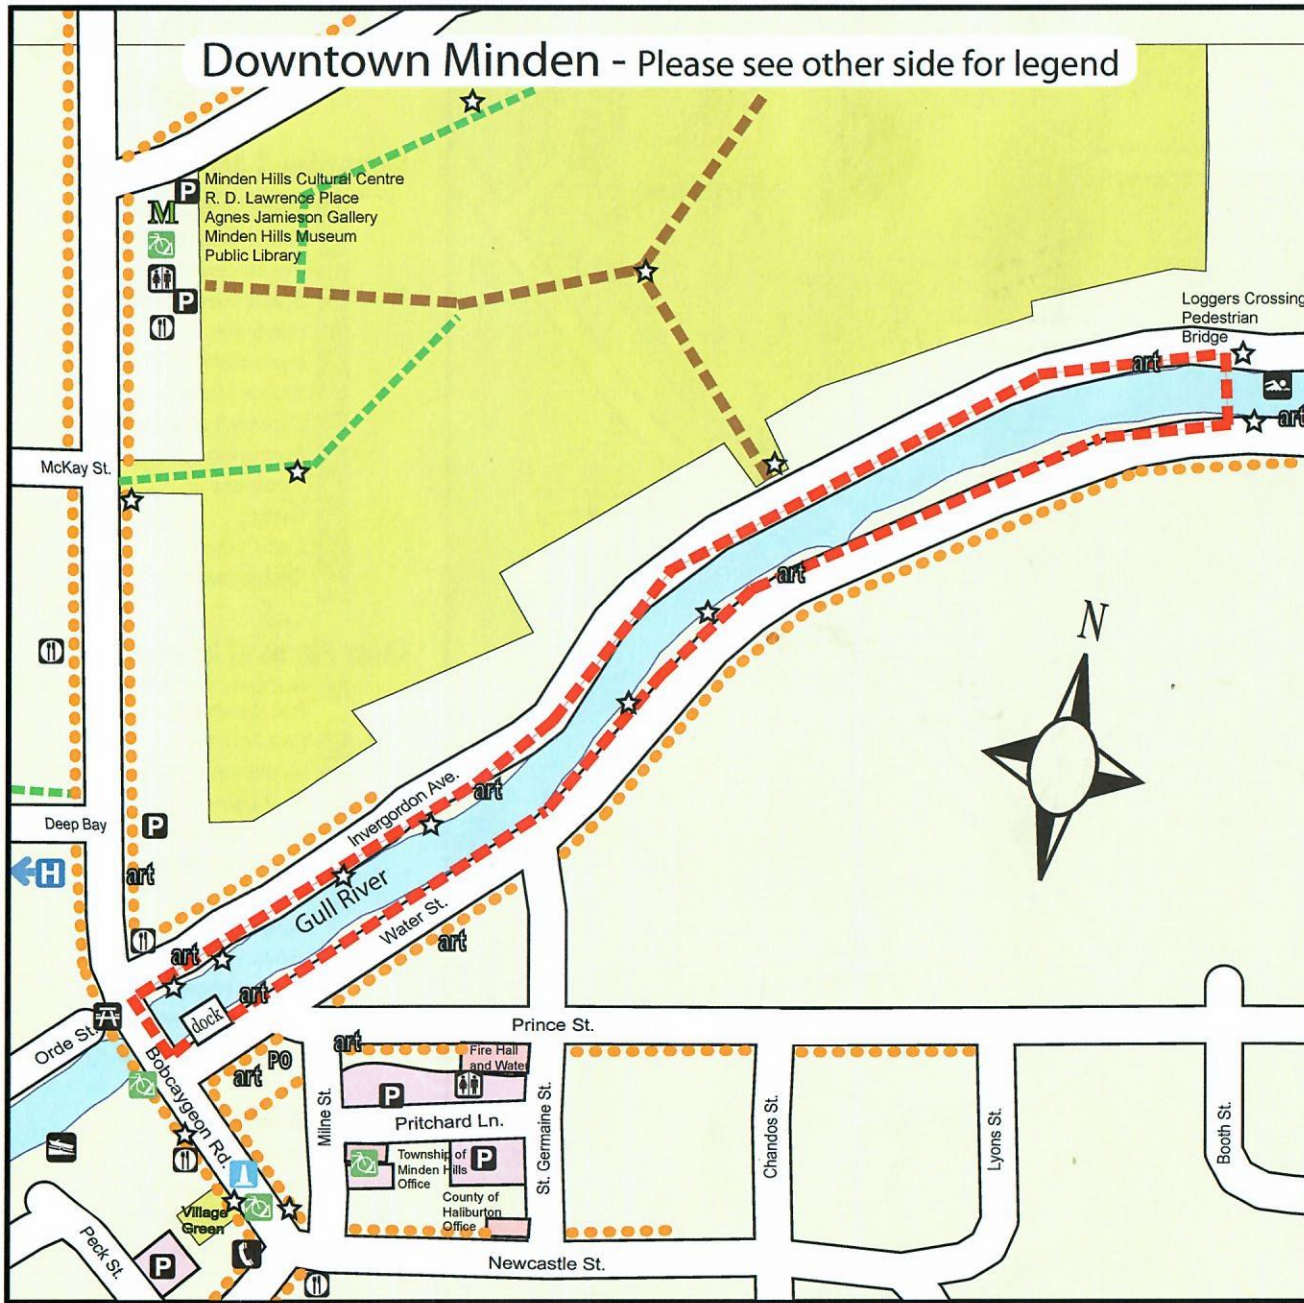 Downtown Minden - Please see other side for legend
P
Minden Hills Cultural Centre
R. D. Lawrence Place
M
Agnes Jamieson Gallery
Minden Hills Museum
Public Library
P
Loggers Crossing
Pedestrian
Bridge
art
art
McKay St.
art
N
Invergordon Ave.
art
Deep Bay
P
H
art
Gull River
Water St.
art
art
art
dock
Orde St.
Prince St.
art
PO
art
Fire Hall
and Water
Bobcaygeon Rd.
Milne St.
P
Pritchard Ln.
St. Germaine St.
Chandos St.
Lyons St.
Booth St.
Township of
Minden Hills
Office
P
County of
Haliburton
Office
Village
Green
Peck St.
P
Newcastle St.